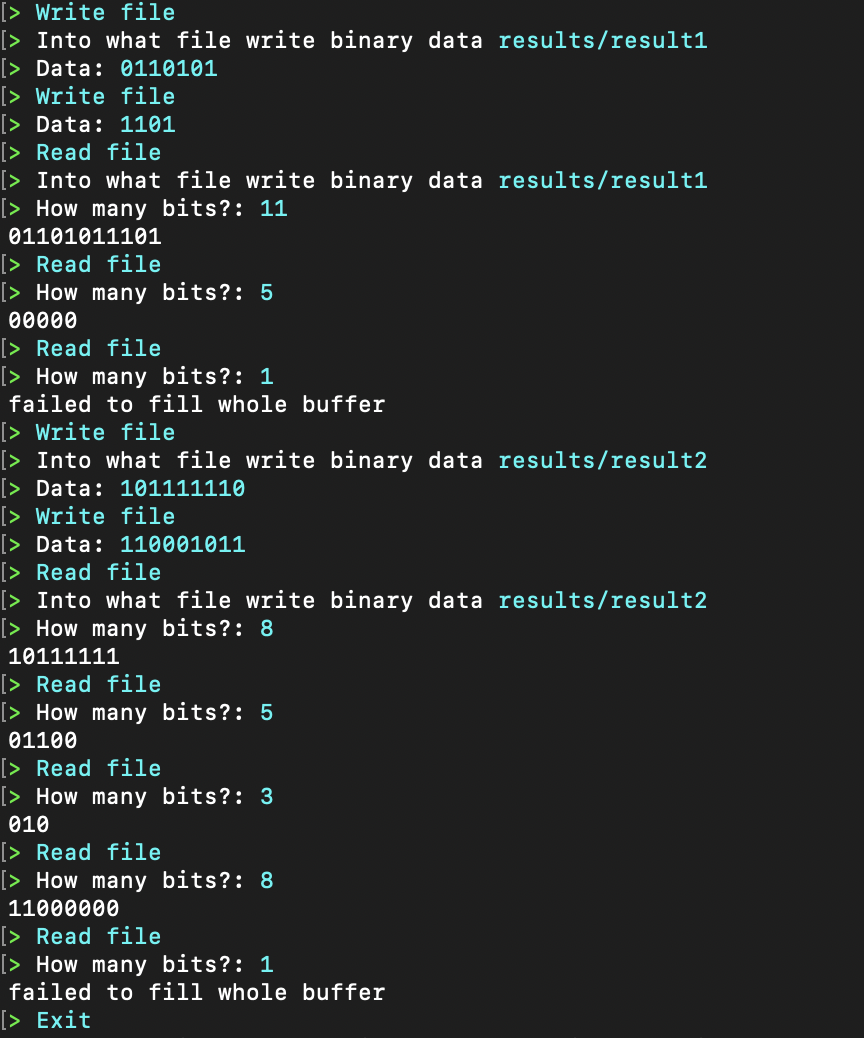 [> Write file
[> Into what file write binary data results/result1
[> Data: 0110101
[> Write file
[> Data: 1101
[> Read file
[> Into what file write binary data results/result1
[> How many bits?: 11
01101011101
[> Read file
[> How many bits?: 5
00000
[> Read file
[> How many bits?: 1
failed to fill whole buffer
[> Write file
[> Into what file write binary data results/result2
[> Data: 101111110
[> Write file
[> Data: 110001011
[> Read file
[> Into what file write binary data results/result2
[> How many bits?: 8
10111111
[> Read file
[> How many bits?: 5
01100
[> Read file
[> How many bits?: 3
010
[> Read file
[> How many bits?: 8
11000000
[> Read file
[> How many bits?: 1
failed to fill whole buffer
[> Exit